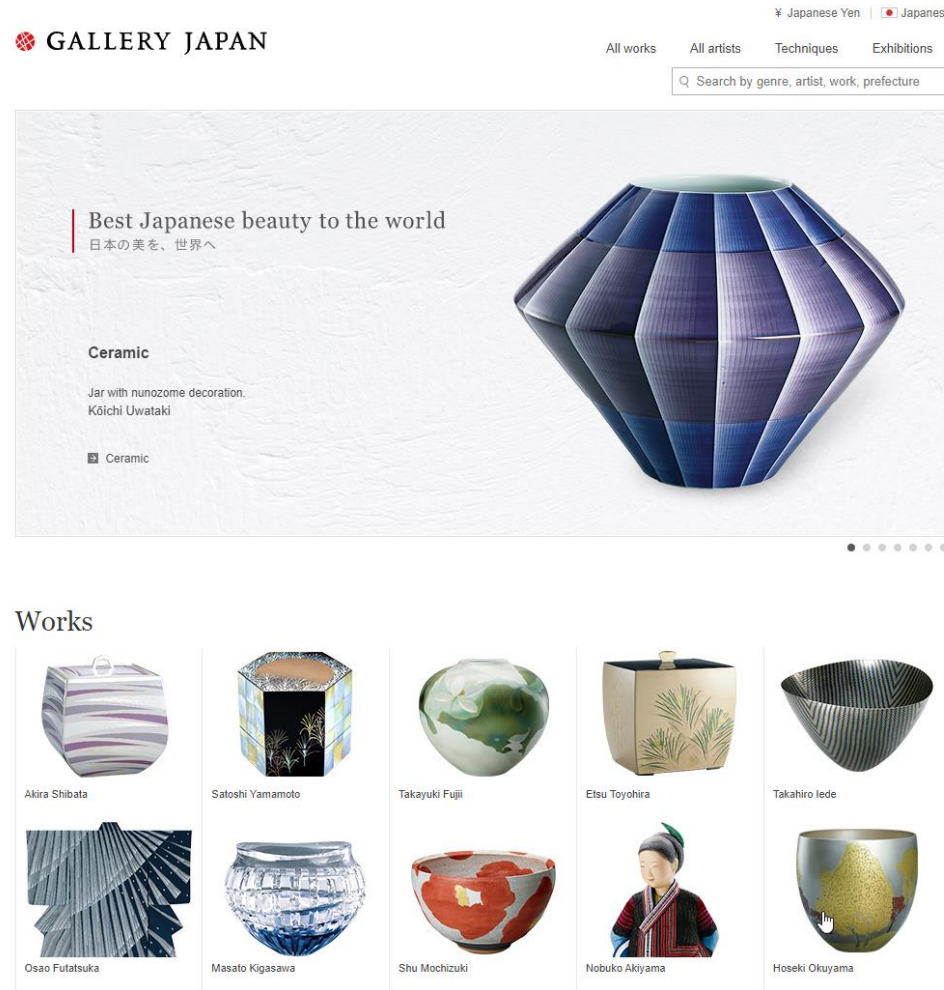 ¥ Japanese Yen
Japanes
GALLERY JAPAN
All works
All artists
Techniques
Exhibitions
Search by genre, artist, work, prefecture
Best Japanese beauty to the world
日本の美を、世界へ
Ceramic
Jar with nunozome decoration.
Kōichi Uwataki
Ceramic
Works
Akira Shibata
Satoshi Yamamoto
Takayuki Fujii
Etsu Toyohira
Takahiro Iede
Osao Futatsuka
Masato Kigasawa
Shu Mochizuki
Nobuko Akiyama
Hoseki Okuyama